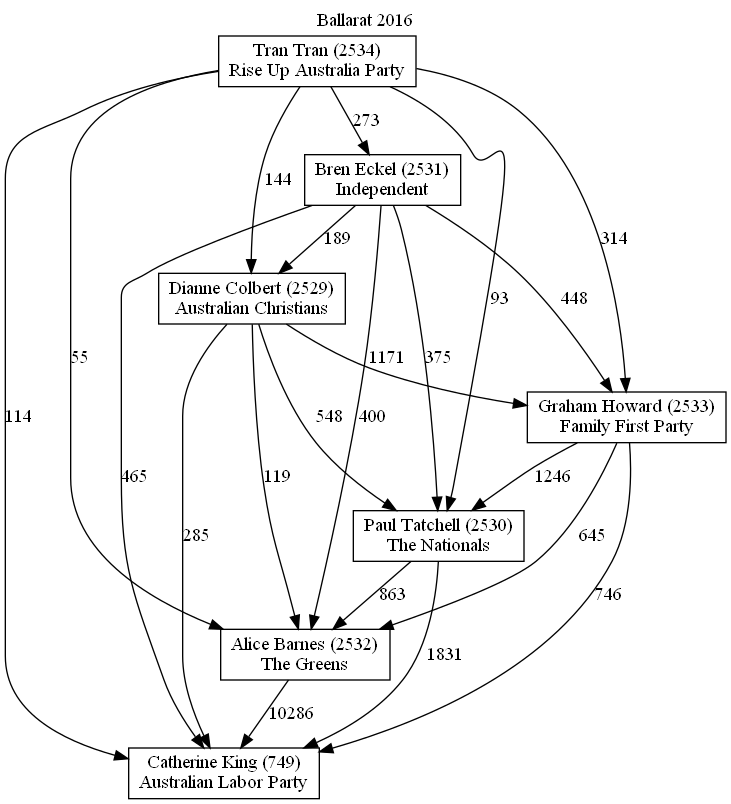 Ballarat 2016
Tran Tran (2534)
Rise Up Australia Party
273
Bren Eckel (2531)
Independent
144
189
314
93
448
Dianne Colbert (2529)
Australian Christians
55
1171
375
114
548
400
Graham Howard (2533)
Family First Party
465
119
1246
285
Paul Tatchell (2530)
The Nationals
645
863
746
Alice Barnes (2532)
The Greens
1831
10286
Catherine King (749)
Australian Labor Party